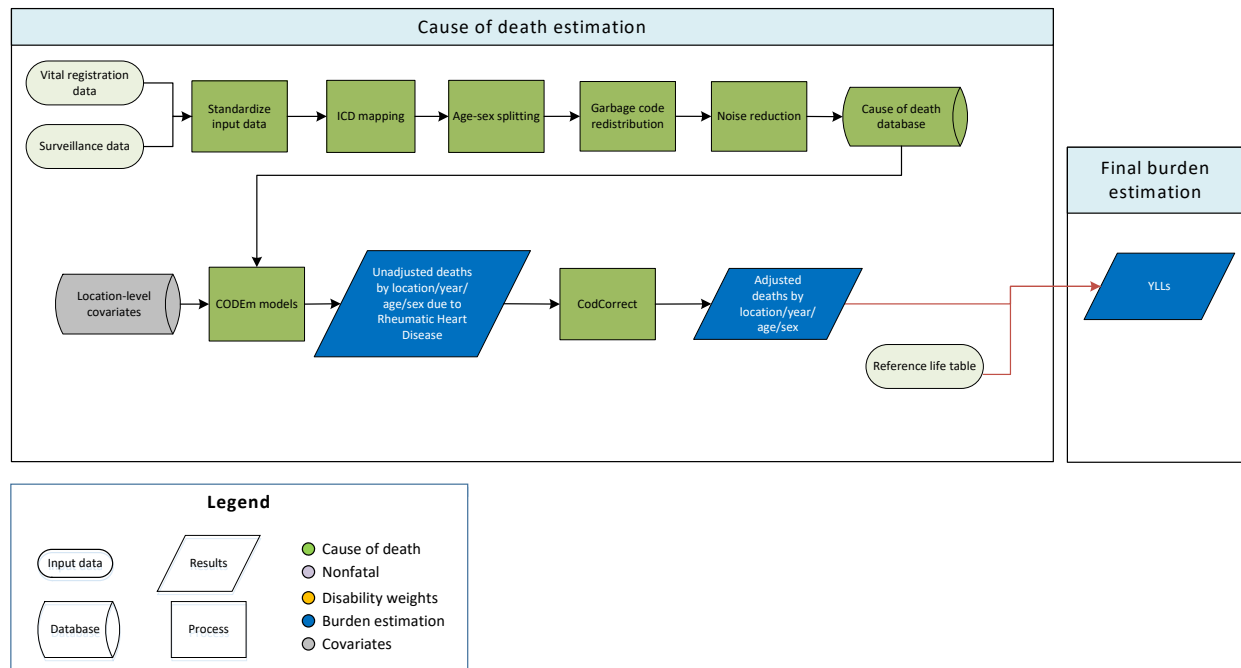 Cause of death estimation
Vital registration
data
Surveillance data
Standardize
input data
ICD mapping
Age-sex splitting
Garbage code
redistribution
Noise reduction
Cause of death
database
Final burden
estimation
Location-level
covariates
CODEm models
Unadjusted deaths
by location/year/
age/sex due to
Rheumatic Heart
Disease
CodCorrect
Adjusted
deaths by
location/year/
age/sex
YLLs
Reference life table
Legend
Input data
Results
Database
Process
Cause of death
Nonfatal
Disability weights
Burden estimation
Covariates